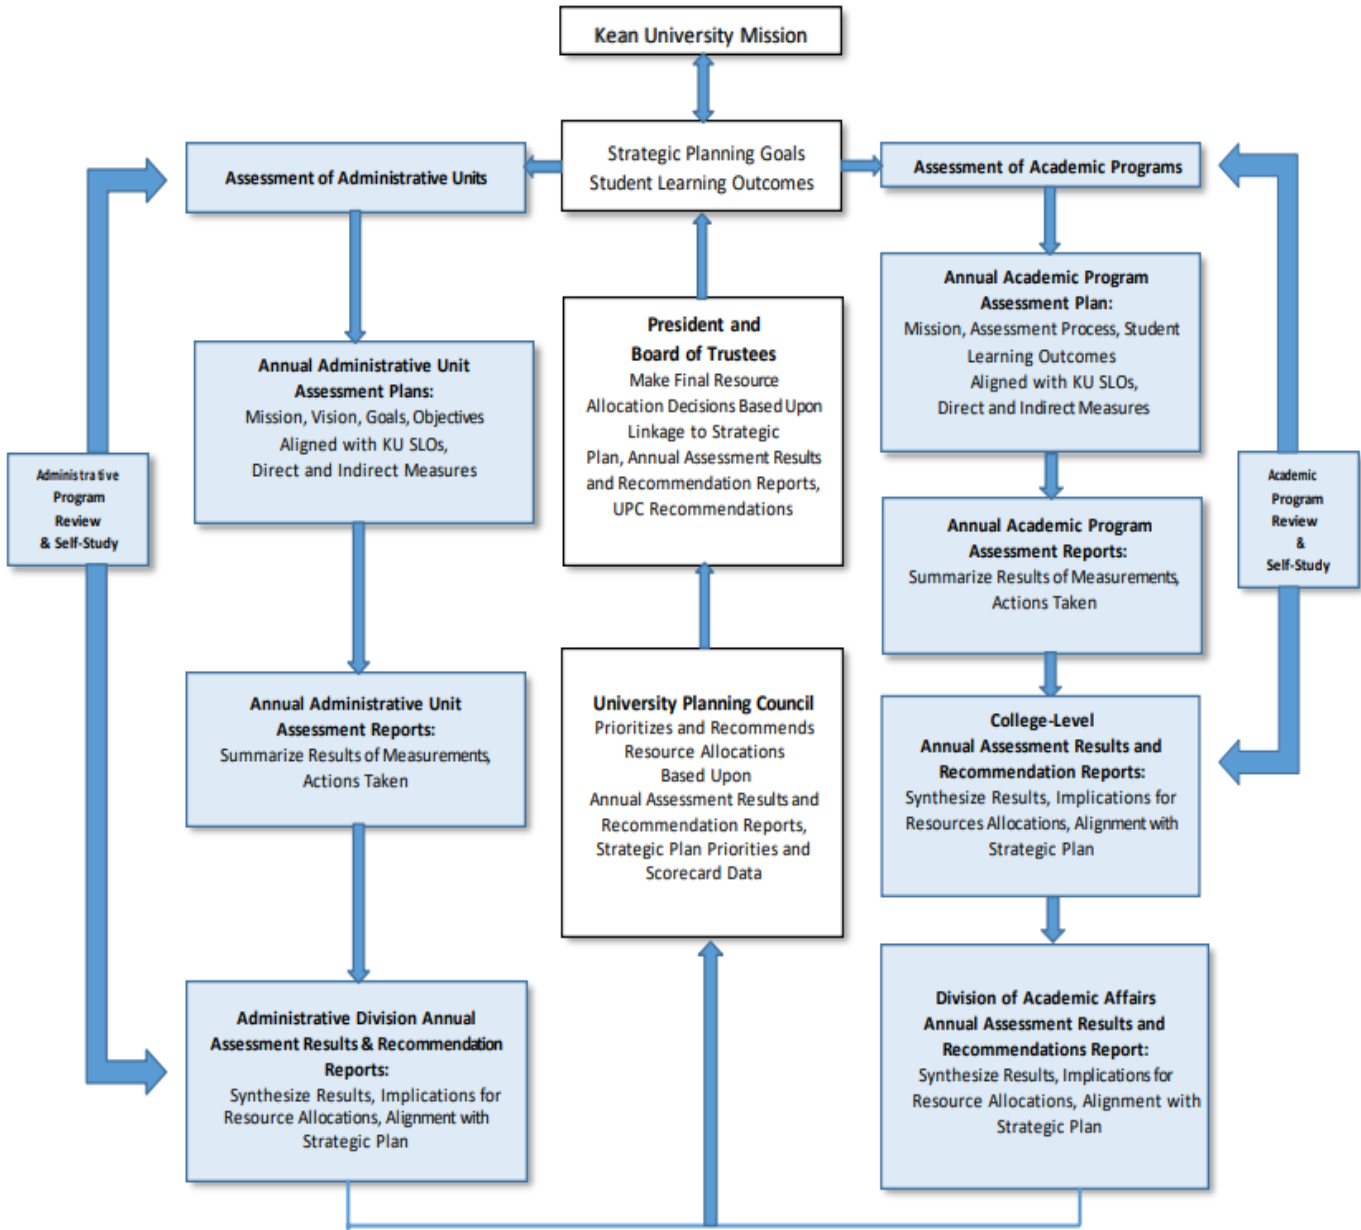 Kean University Mission
Strategic Planning Goals
Student Learning Outcomes
Assessment of Administrative Units
Assessment of Academic Programs
Annual Administrative Unit
Assessment Plans:
Mission, Vision, Goals, Objectives
Aligned with KU SLOs,
Direct and Indirect Measures
President and
Board of Trustees
Make Final Resource
Allocation Decisions Based Upon
Linkage to Strategic
Plan, Annual Assessment Results
and Recommendation Reports,
UPC Recommendations
Annual Academic Program
Assessment Plan:
Mission, Assessment Process, Student
Learning Outcomes
Aligned with KU SLOs,
Direct and Indirect Measures
Administrative
Program
Review
& Self-Study
Annual Academic Program
Assessment Reports:
Summarize Results of Measurements,
Actions Taken
Academic
Program
Review
&
Self-Study
Annual Administrative Unit
Assessment Reports:
Summarize Results of Measurements,
Actions Taken
University Planning Council
Prioritizes and Recommends
Resource Allocations
Based Upon
Annual Assessment Results and
Recommendation Reports,
Strategic Plan Priorities and
Scorecard Data
College-Level
Annual Assessment Results and
Recommendation Reports:
Synthesize Results, Implications for
Resources Allocations, Alignment with
Strategic Plan
Administrative Division Annual
Assessment Results & Recommendation
Reports:
Synthesize Results, Implications for
Resource Allocations, Alignment with
Strategic Plan
Division of Academic Affairs
Annual Assessment Results and
Recommendations Report:
Synthesize Results, Implications for
Resource Allocations, Alignment with
Strategic Plan